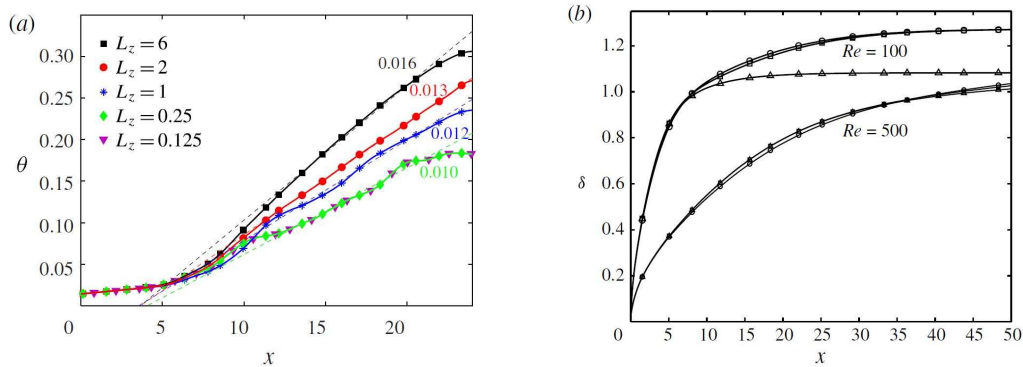 (a)
L_z = 6
L_z = 2
L_z = 1
L_z = 0.25
L_z = 0.125
0.016
0.013
0.012
0.010
0.30
0.25
0.20
0.15
0.10
0.05
θ
0 5 10 15 20
x
(b)
Re = 100
Re = 500
1.2
1.0
0.8
0.6
0.4
0.2
δ
0 5 10 15 20 25 30 35 40 45 50
x